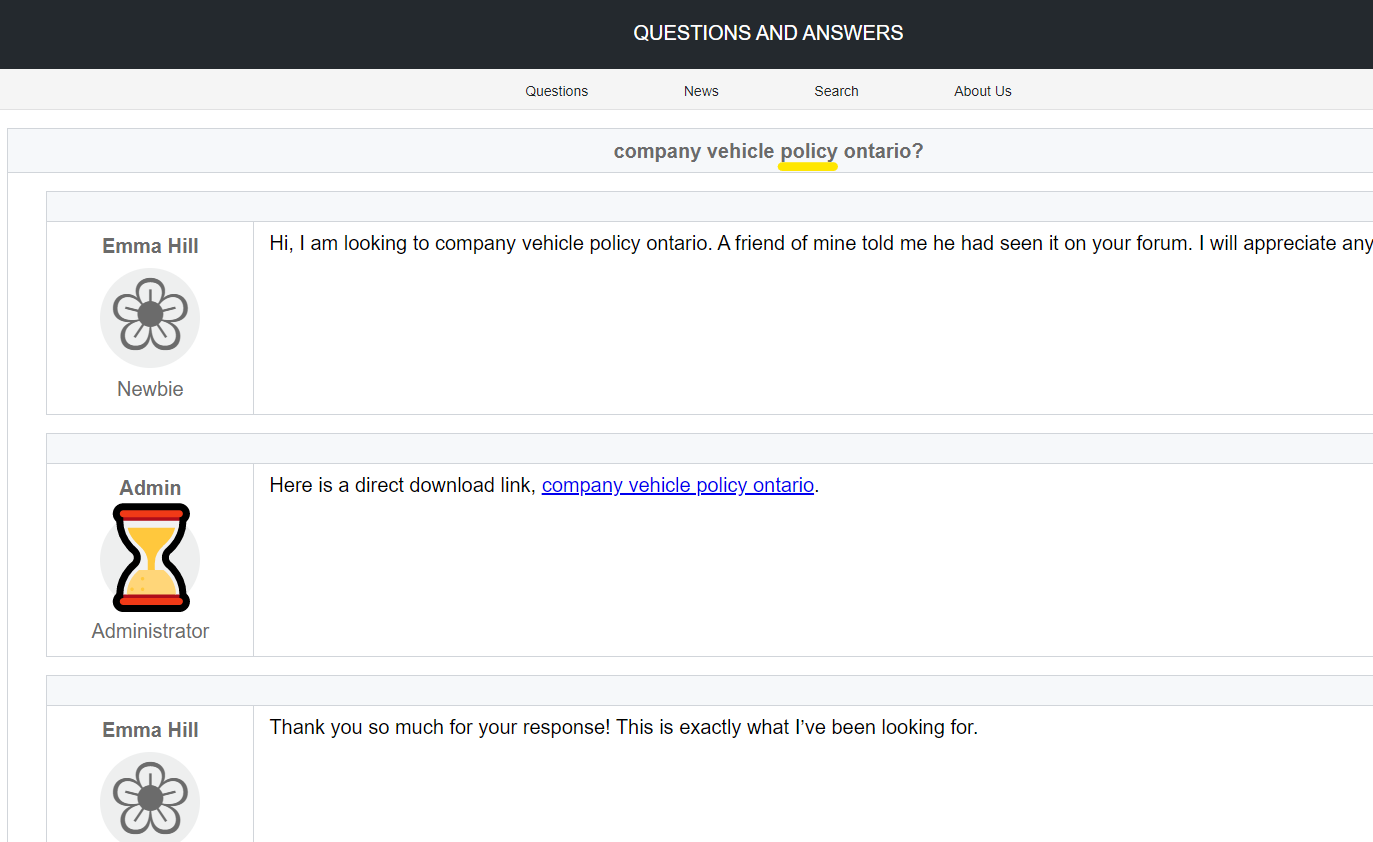 QUESTIONS AND ANSWERS
Questions News Search About Us
company vehicle policy ontario?
Emma Hill
Hi, I am looking to company vehicle policy ontario. A friend of mine told me he had seen it on your forum. I will appreciate any
Newbie
Admin
Here is a direct download link, company vehicle policy ontario.
Administrator
Emma Hill
Thank you so much for your response! This is exactly what I’ve been looking for.